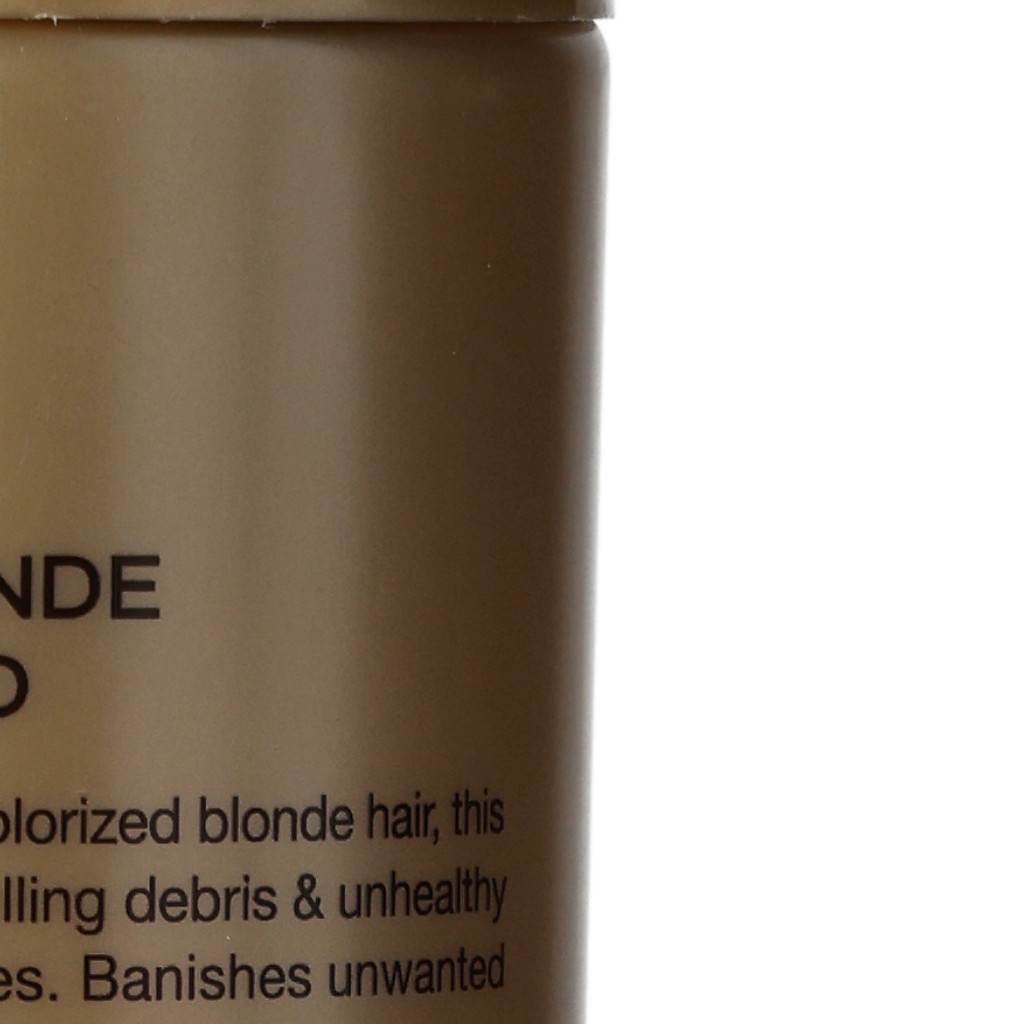 NDE
O
olorized blonde hair, this
lling debris & unhealthy
es. Banishes unwanted